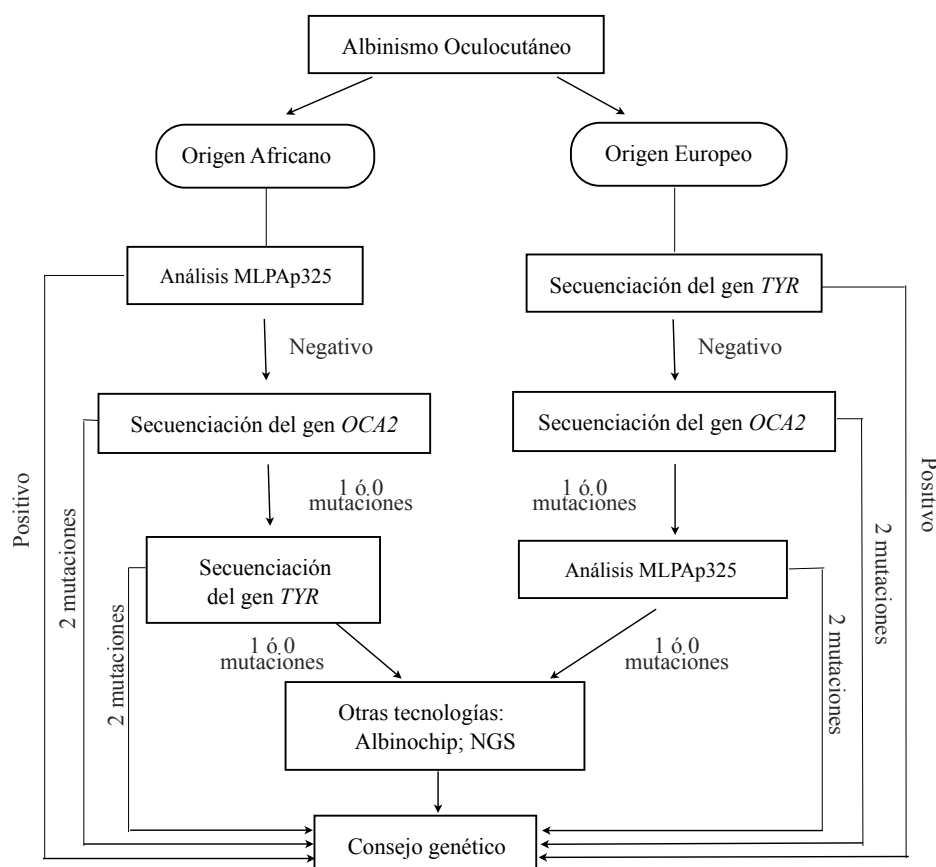 Albinismo Oculocutáneo
Origen Africano
Origen Europeo
Análisis MLPAp325
Secuenciación del gen TYR
Negativo
Negativo
Secuenciación del gen OCA2
Secuenciación del gen OCA2
Positivo
Positivo
1 ó.0
mutaciones
1 ó.0
mutaciones
2 mutaciones
2 mutaciones
Secuenciación
del gen TYR
Análisis MLPAp325
2 mutaciones
2 mutaciones
1 ó.0
mutaciones
1 ó.0
mutaciones
Otras tecnologías:
Albinochip; NGS
Consejo genético